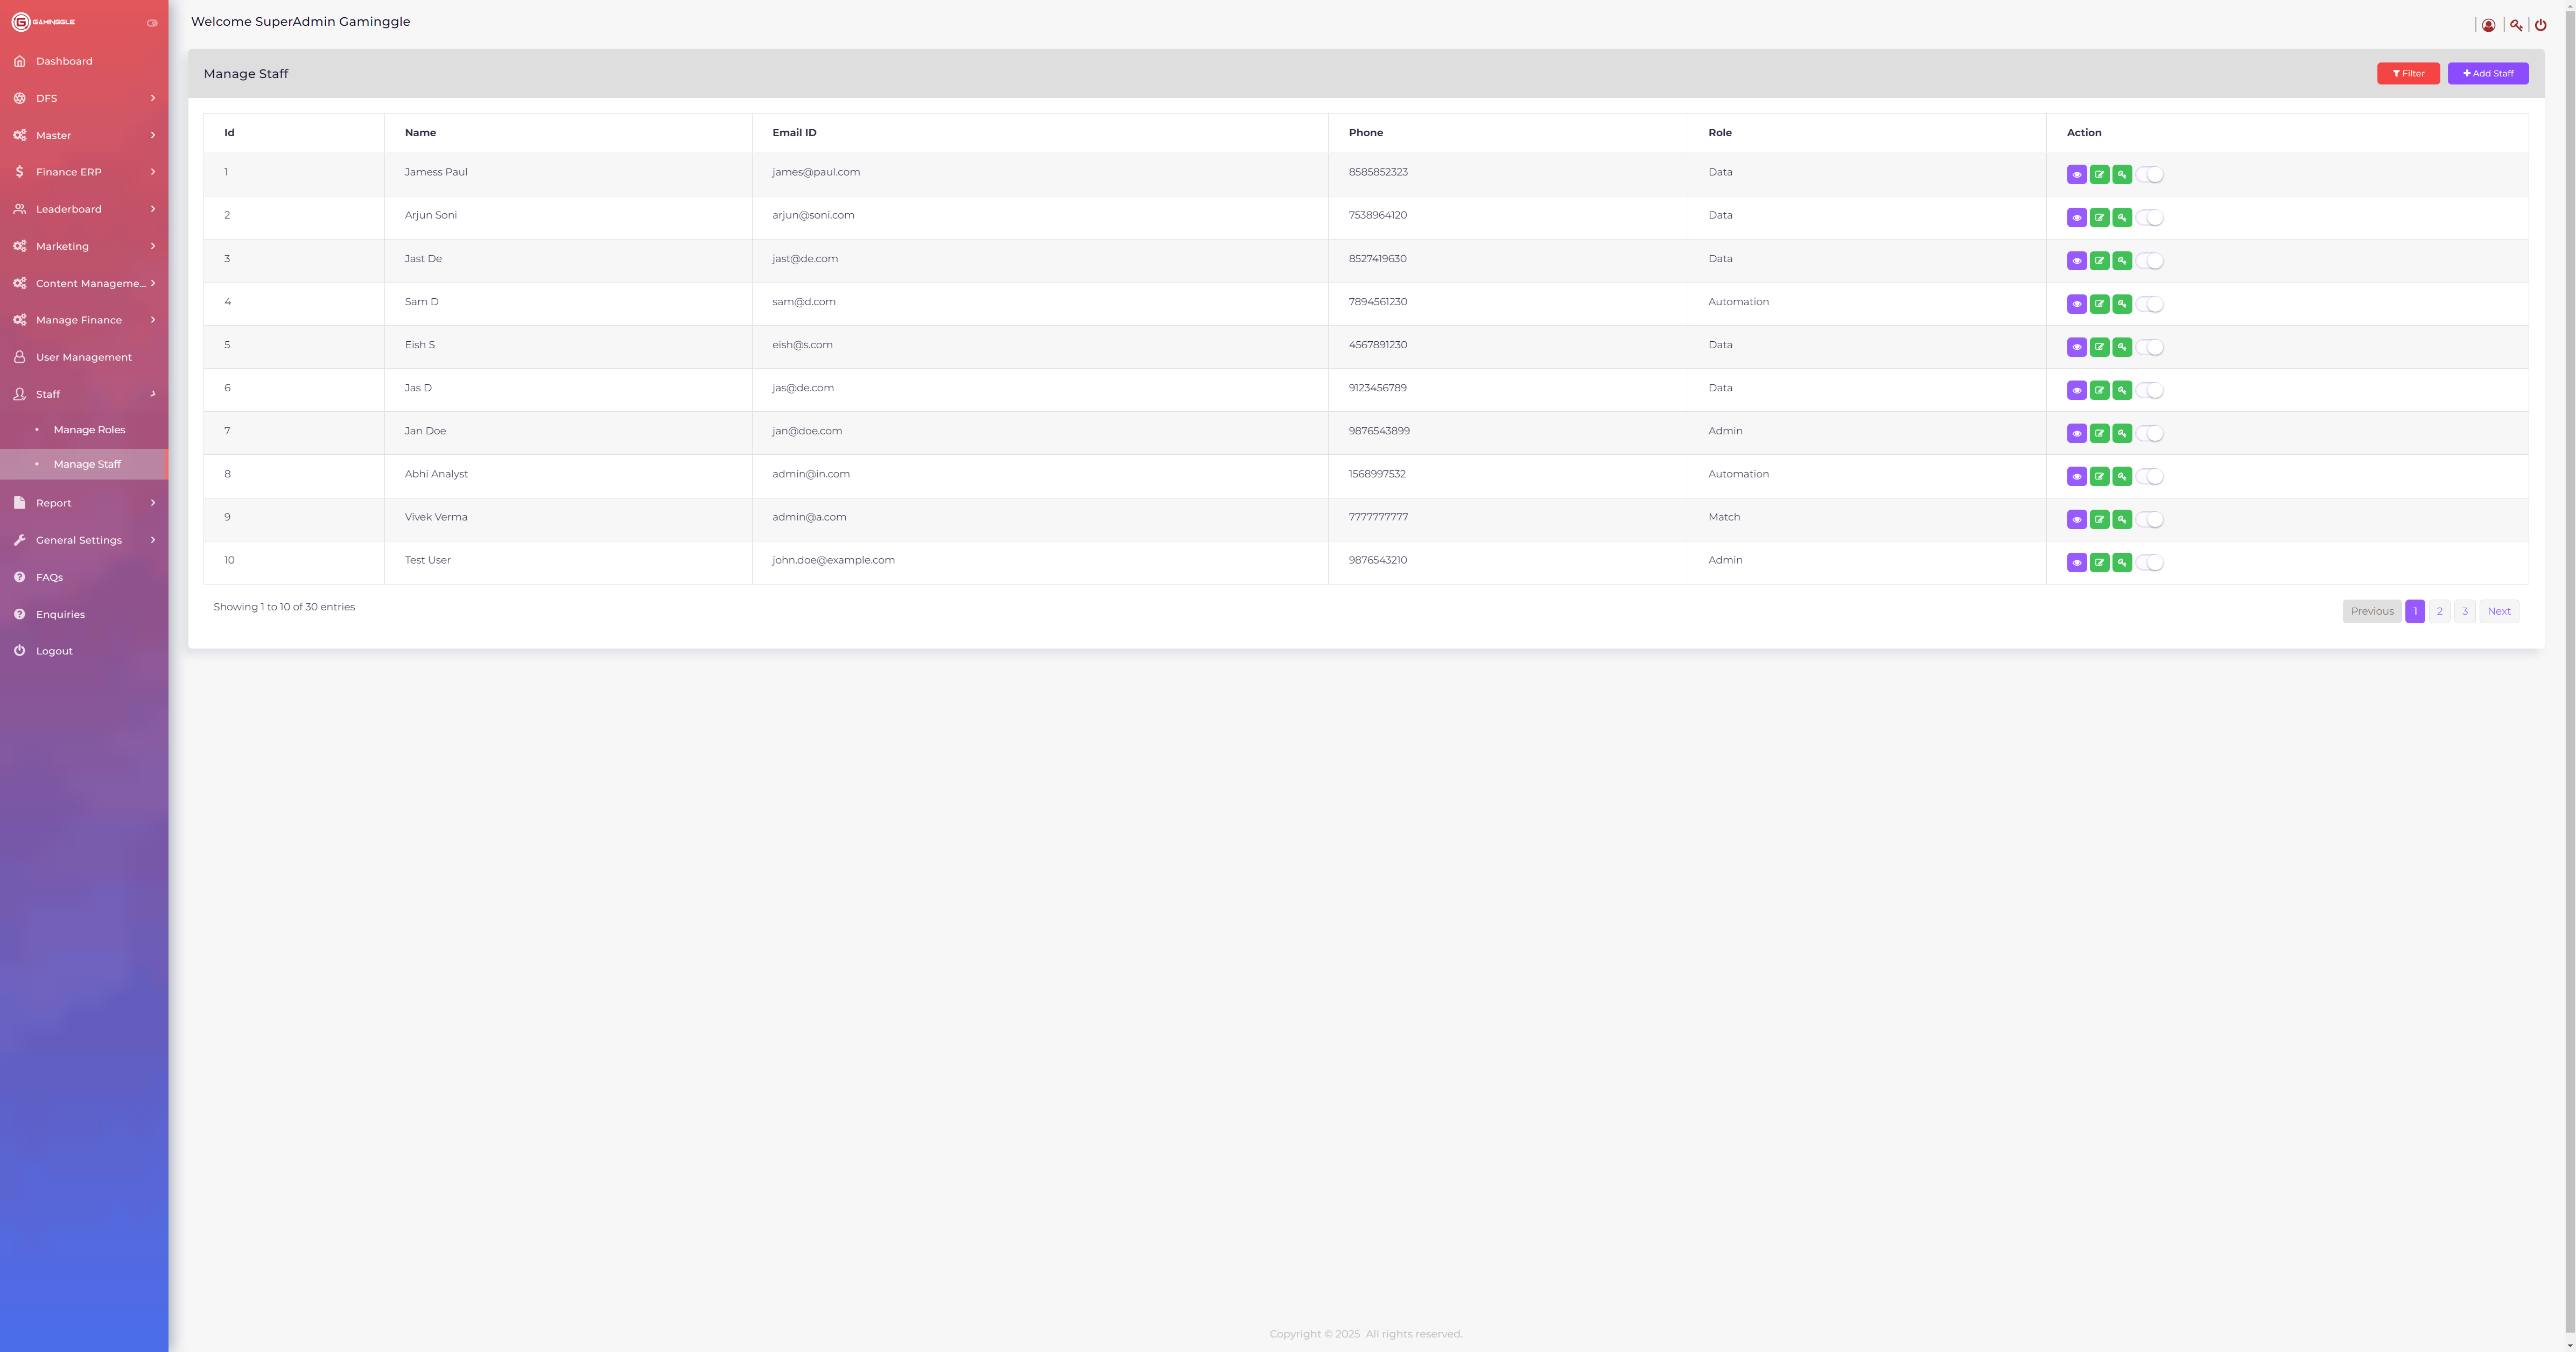 GAMINGGLE
Welcome SuperAdmin Gaminggle
Dashboard
DFS
Master
Finance ERP
Leaderboard
Marketing
Content Manageme...
Manage Finance
User Management
Staff
• Manage Roles
• Manage Staff
Report
General Settings
FAQs
Enquiries
Logout
Manage Staff
Filter
+ Add Staff
Id Name Email ID Phone Role Action
1 Jamess Paul james@paul.com 8585852323 Data
2 Arjun Soni arjun@soni.com 7538964120 Data
3 Jast De jast@de.com 8527419630 Data
4 Sam D sam@d.com 7894561230 Automation
5 Eish S eish@s.com 4567891230 Data
6 Jas D jas@de.com 9123456789 Data
7 Jan Doe jan@doe.com 9876543899 Admin
8 Abhi Analyst admin@in.com 1568997532 Automation
9 Vivek Verma admin@a.com 7777777777 Match
10 Test User john.doe@example.com 9876543210 Admin
Showing 1 to 10 of 30 entries
Previous 1 2 3 Next
Copyright © 2025 All rights reserved.